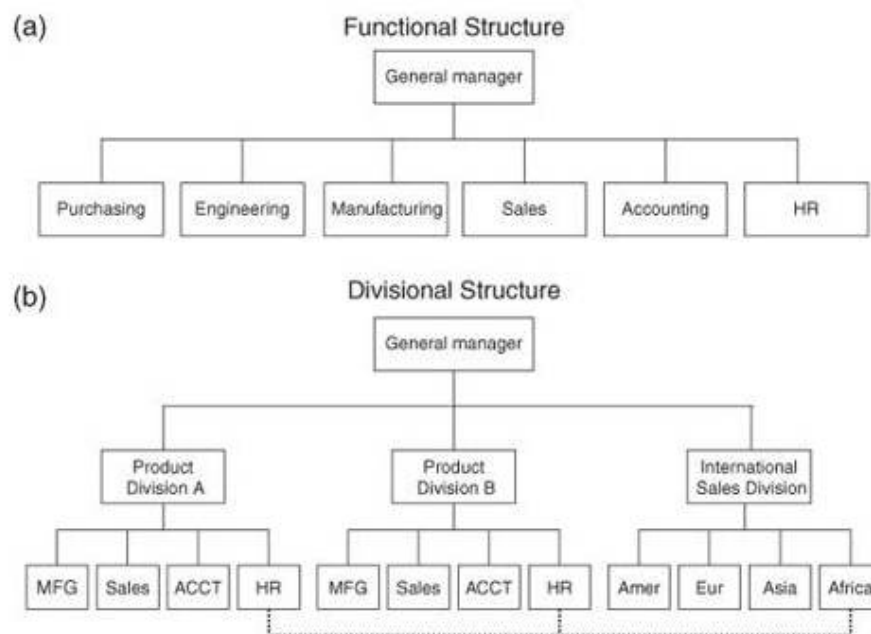 (a)
Functional Structure
General manager
Purchasing
Engineering
Manufacturing
Sales
Accounting
HR
(b)
Divisional Structure
General manager
Product
Division A
Product
Division B
International
Sales Division
MFG
Sales
ACCT
HR
MFG
Sales
ACCT
HR
Amer
Eur
Asia
Africa